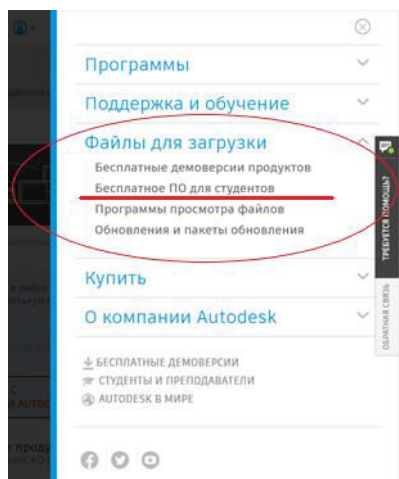 Программы
Поддержка и обучение
Файлы для загрузки
Бесплатные демоверсии продуктов
Бесплатное ПО для студентов
Программы просмотра файлов
Обновления и пакеты обновления
Купить
О компании Autodesk
БЕСПЛАТНЫЕ ДЕМОВЕРСИИ
СТУДЕНТЫ И ПРЕПОДАВАТЕЛИ
AUTODESK В МИРЕ
ТРЕБУЕТСЯ ПОМОЩЬ?
ОБРАТНАЯ СВЯЗЬ